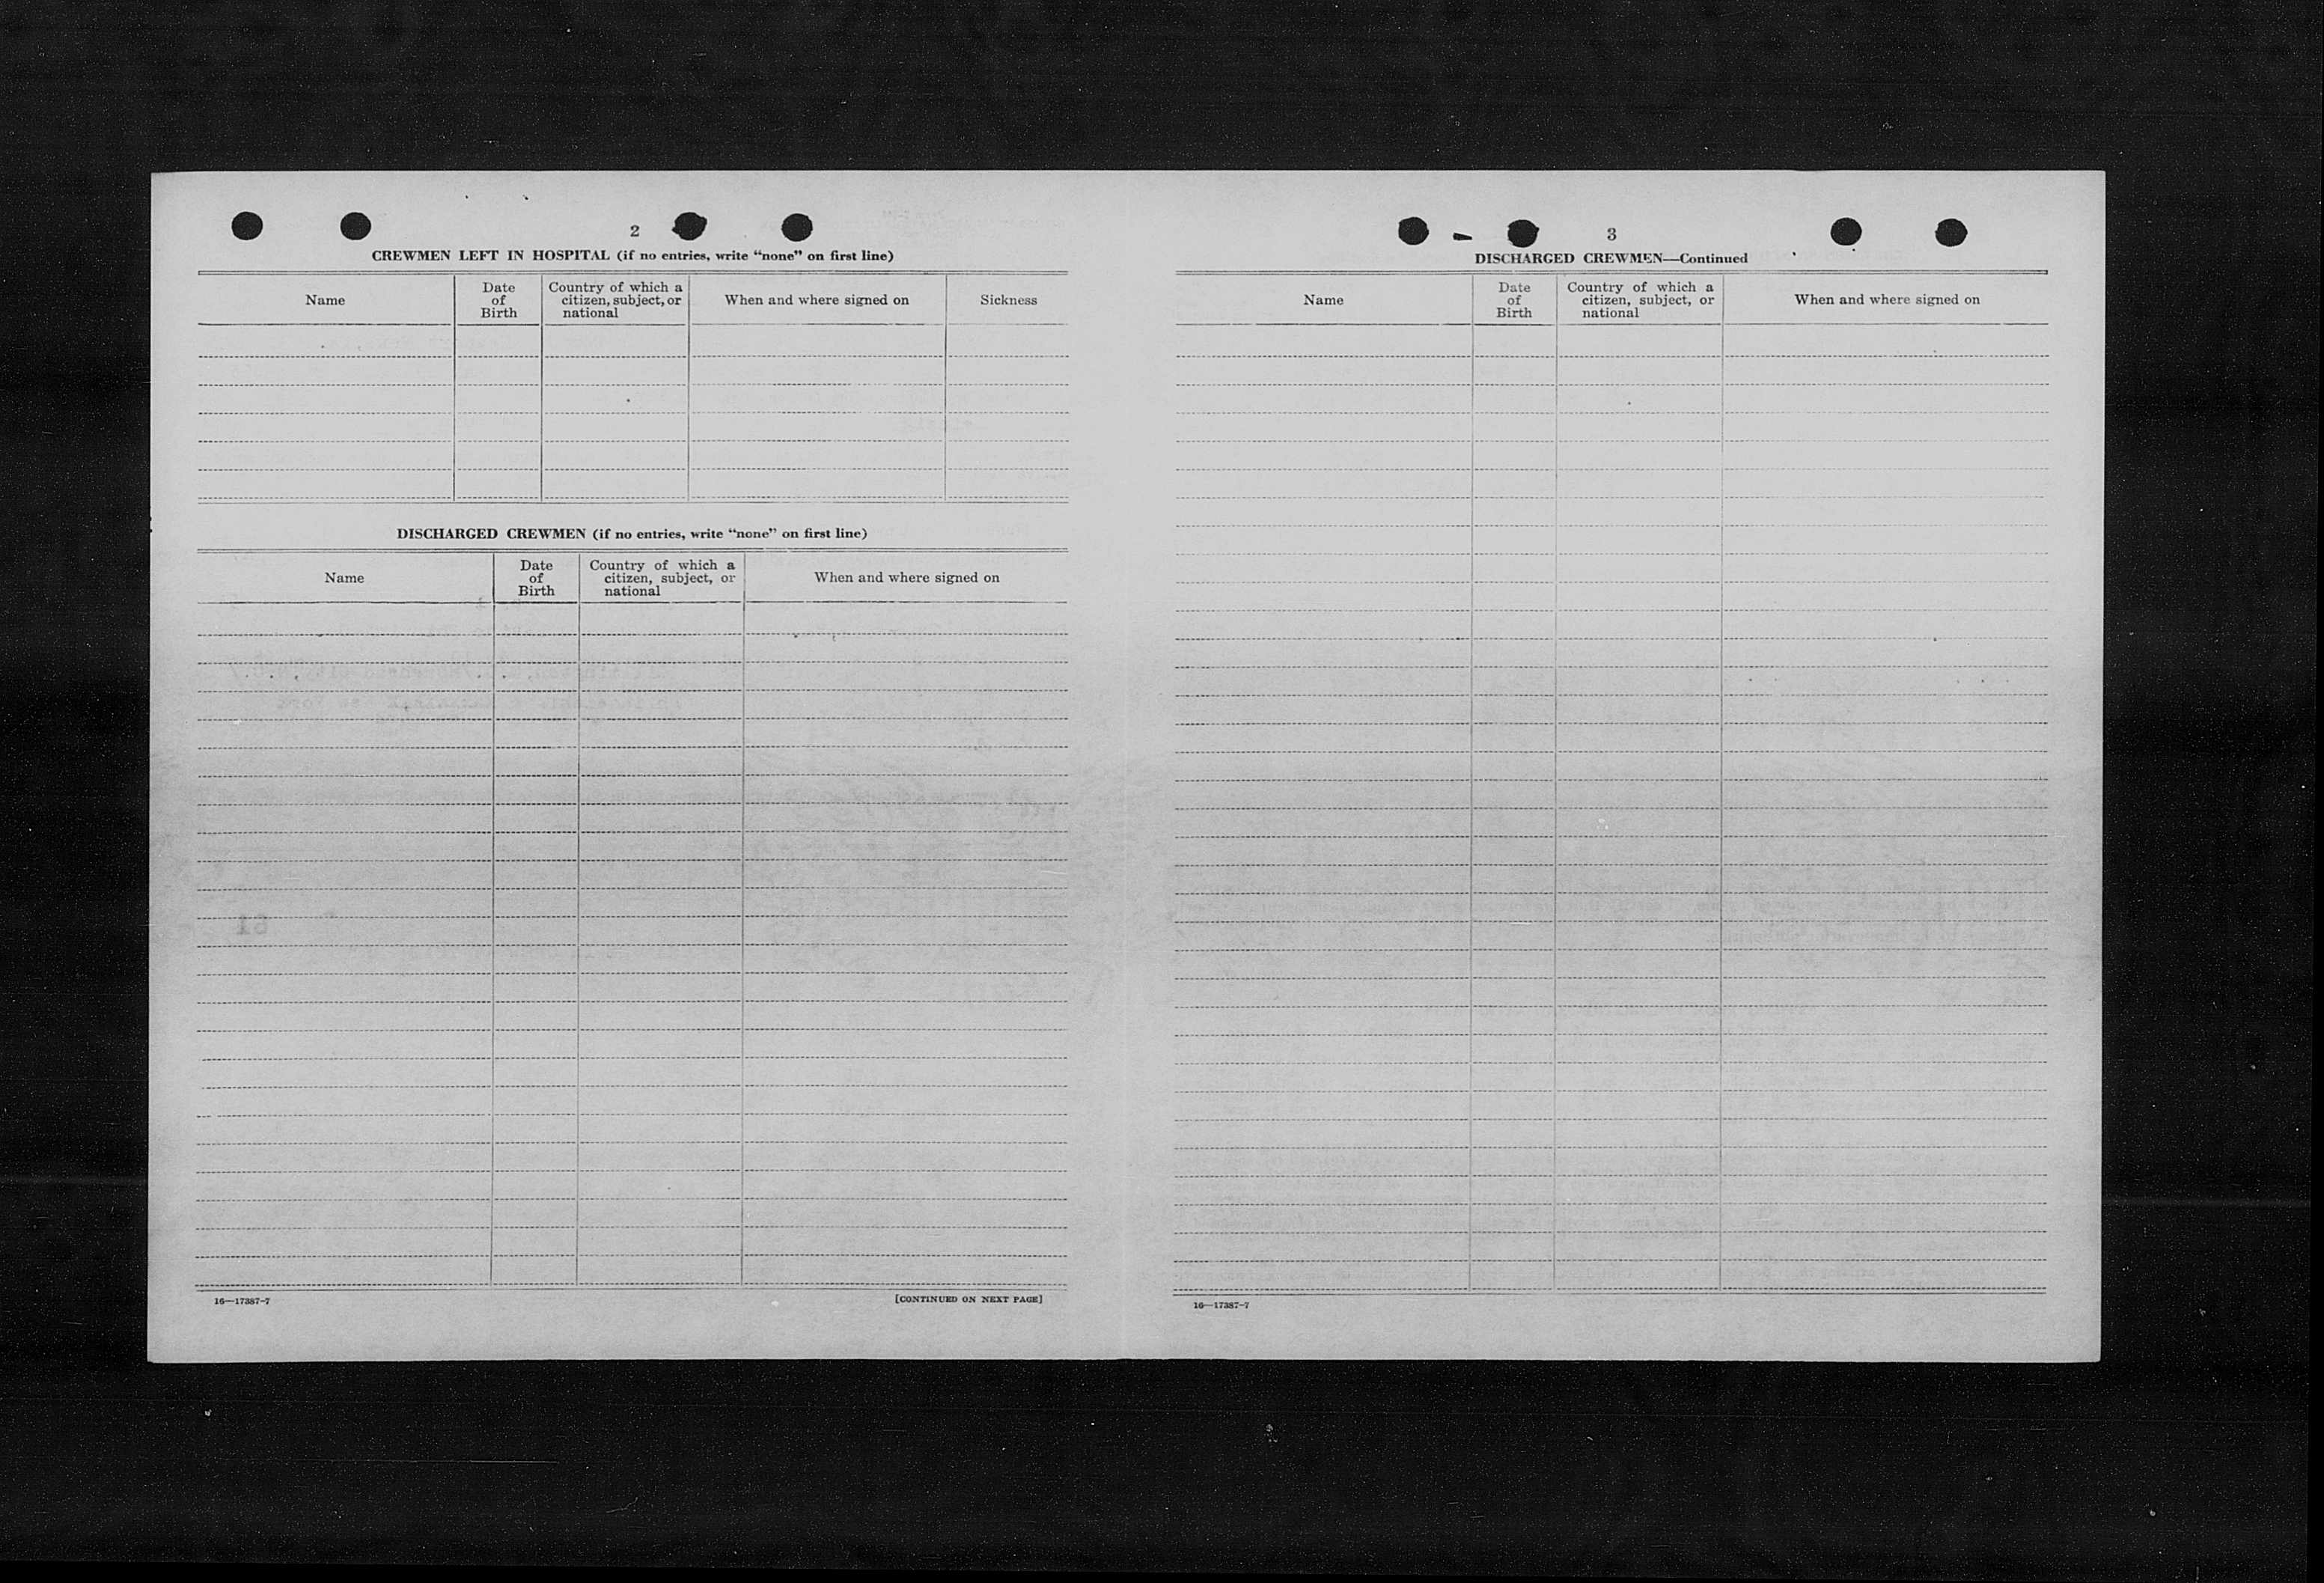 2
CREWMEN LEFT IN HOSPITAL (if no entries, write “none” on first line)
Name
Date of Birth
Country of which a citizen, subject, or national
When and where signed on
Sickness
DISCHARGED CREWMEN (if no entries, write “none” on first line)
Name
Date of Birth
Country of which a citizen, subject, or national
When and where signed on
16—17387-7
[CONTINUED ON NEXT PAGE]
3
DISCHARGED CREWMEN—Continued
Name
Date of Birth
Country of which a citizen, subject, or national
When and where signed on
16—17387-7